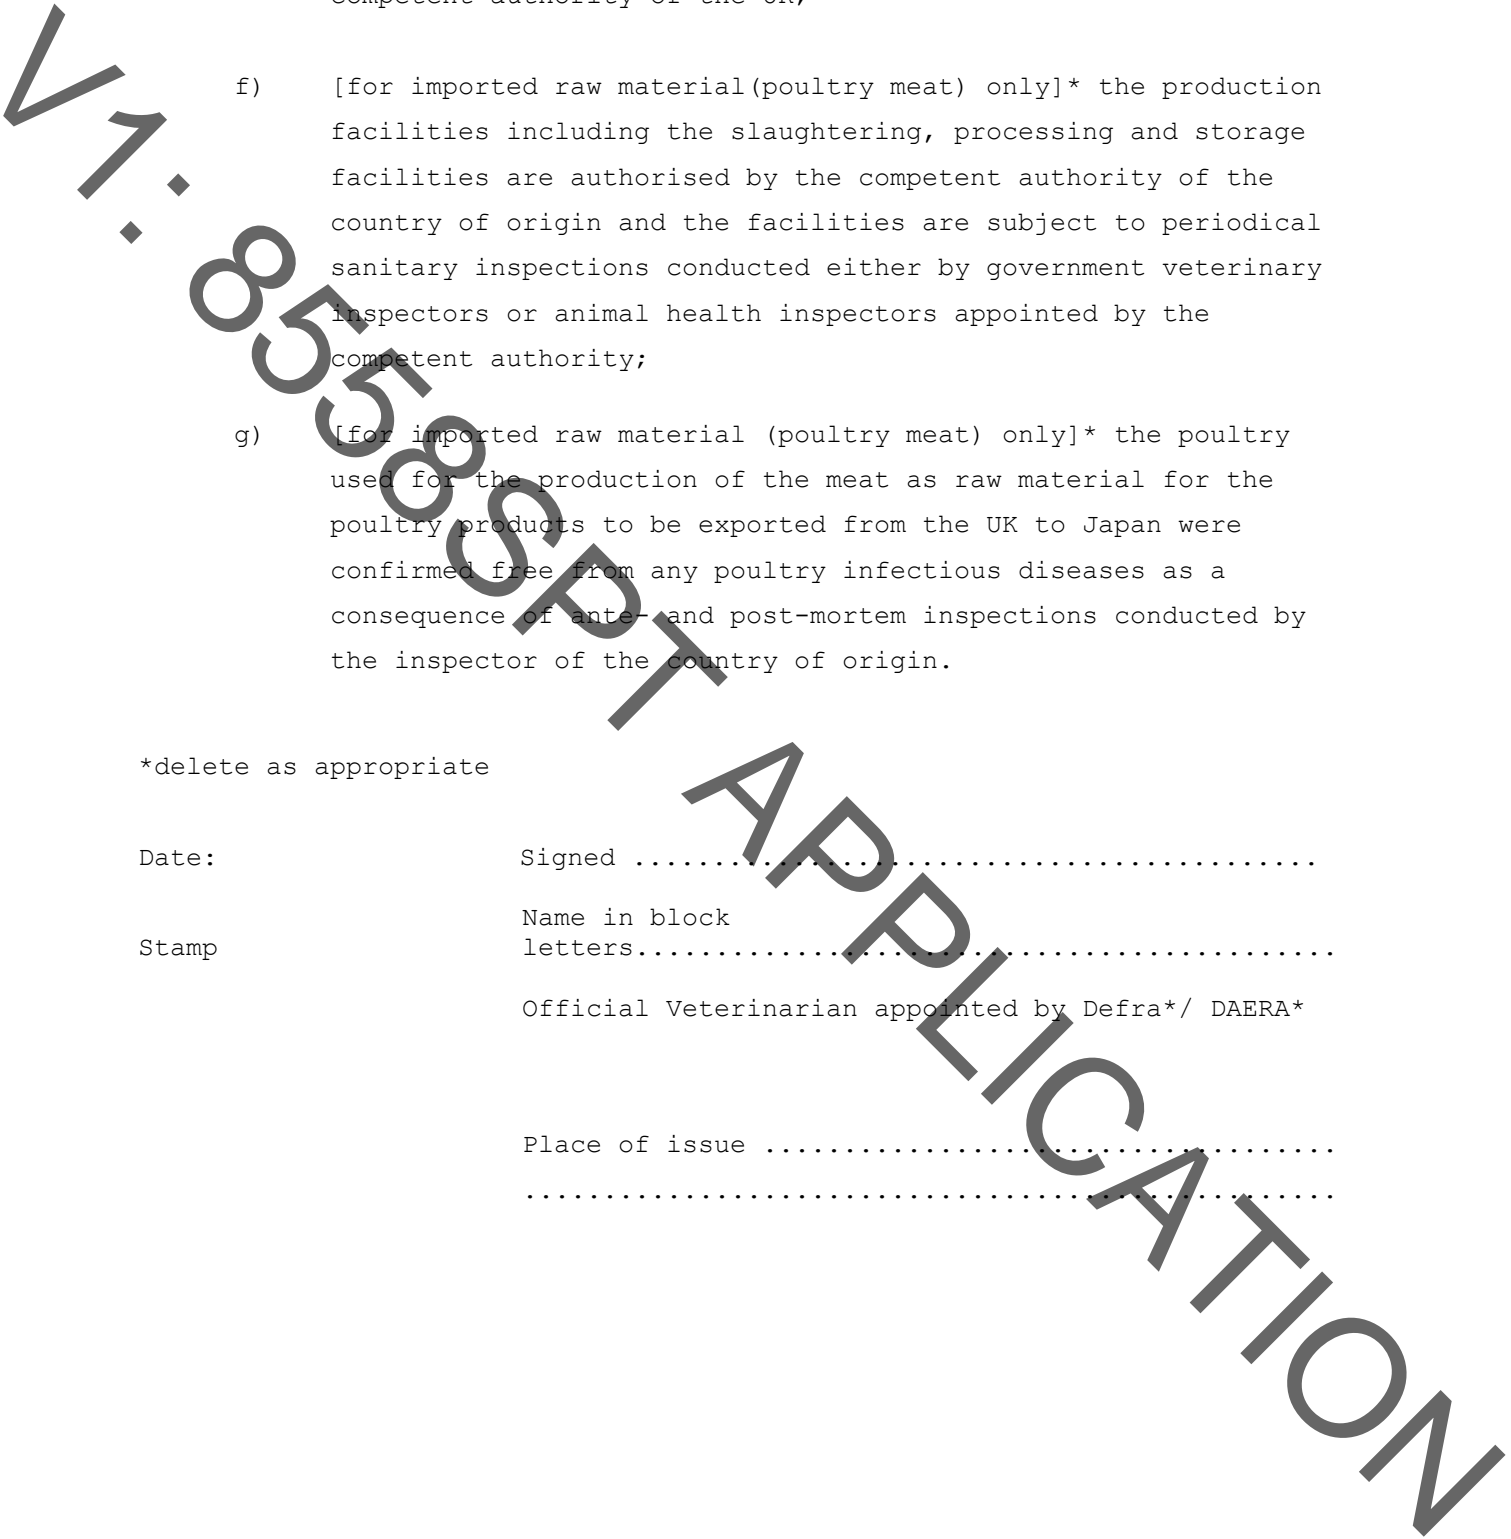 competent authority of the UK;
f) [for imported raw material(poultry meat) only]* the production
facilities including the slaughtering, processing and storage
facilities are authorised by the competent authority of the
country of origin and the facilities are subject to periodical
sanitary inspections conducted either by government veterinary
inspectors or animal health inspectors appointed by the
competent authority;
g) [for imported raw material (poultry meat) only]* the poultry
used for the production of the meat as raw material for the
poultry products to be exported from the UK to Japan were
confirmed free from any poultry infectious diseases as a
consequence of ante- and post-mortem inspections conducted by
the inspector of the country of origin.
*delete as appropriate
Date: Signed ...........................................
Name in block
Stamp letters............................................
Official Veterinarian appointed by Defra*/ DAERA*
Place of issue ....................................
...................................................
V1: 8558SPT APPLICATION